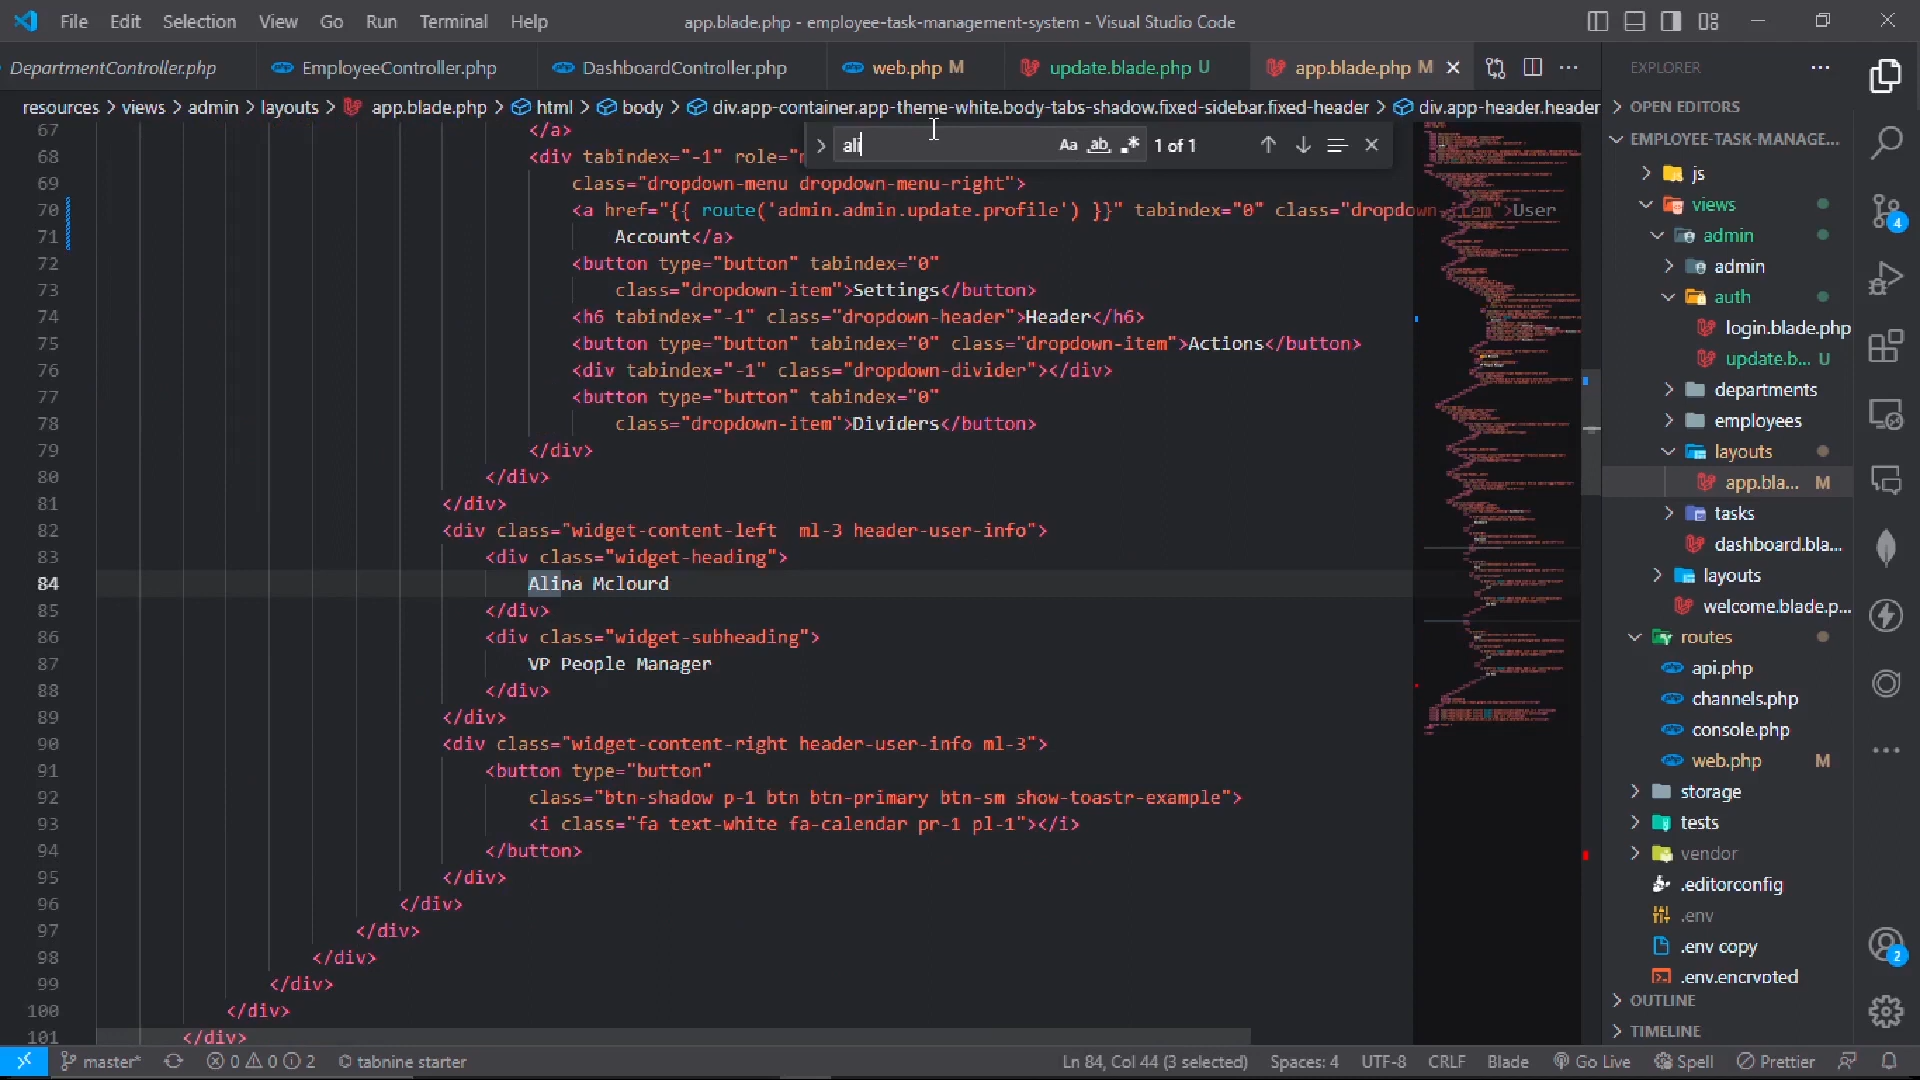 File Edit Selection View Go Run Terminal Help app.blade.php - employee-task-management-system - Visual Studio Code
DepartmentController.php EmployeeController.php DashboardController.php web.php M update.blade.php U app.blade.php M
resources > views > admin > layouts > app.blade.php > html > body > div.app-container.app-theme-white.body-tabs-shadow.fixed-sidebar.fixed-header > div.app-header.header
ali Aa ab 1 of 1
67 </a>
68 <div tabindex="-1" role="m
69 class="dropdown-menu dropdown-menu-right">
70 <a href="{{ route('admin.admin.update.profile') }}" tabindex="0" class="dropdown-item">User
71 Account</a>
72 <button type="button" tabindex="0"
73 class="dropdown-item">Settings</button>
74 <h6 tabindex="-1" class="dropdown-header">Header</h6>
75 <button type="button" tabindex="0" class="dropdown-item">Actions</button>
76 <div tabindex="-1" class="dropdown-divider"></div>
77 <button type="button" tabindex="0"
78 class="dropdown-item">Dividers</button>
79 </div>
80 </div>
81 </div>
82 <div class="widget-content-left  ml-3 header-user-info">
83 <div class="widget-heading">
84 Alina Mclourd
85 </div>
86 <div class="widget-subheading">
87 VP People Manager
88 </div>
89 </div>
90 <div class="widget-content-right header-user-info ml-3">
91 <button type="button"
92 class="btn-shadow p-1 btn btn-primary btn-sm show-toastr-example">
93 <i class="fa text-white fa-calendar pr-1 pl-1"></i>
94 </button>
95 </div>
96 </div>
97 </div>
98 </div>
99 </div>
100 </div>
101 </div>
EXPLORER
OPEN EDITORS
EMPLOYEE-TASK-MANAGE...
js
views
admin
admin
auth
login.blade.php
update.b... U
departments
employees
layouts
app.bla... M
tasks
dashboard.bla...
layouts
welcome.blade.p...
routes
api.php
channels.php
console.php
web.php M
storage
tests
vendor
.editorconfig
.env
.env copy
.env.encrypted
OUTLINE
TIMELINE
4
2
master* 0 0 2 tabnine starter Ln 84, Col 44 (3 selected) Spaces: 4 UTF-8 CRLF Blade Go Live Spell Prettier